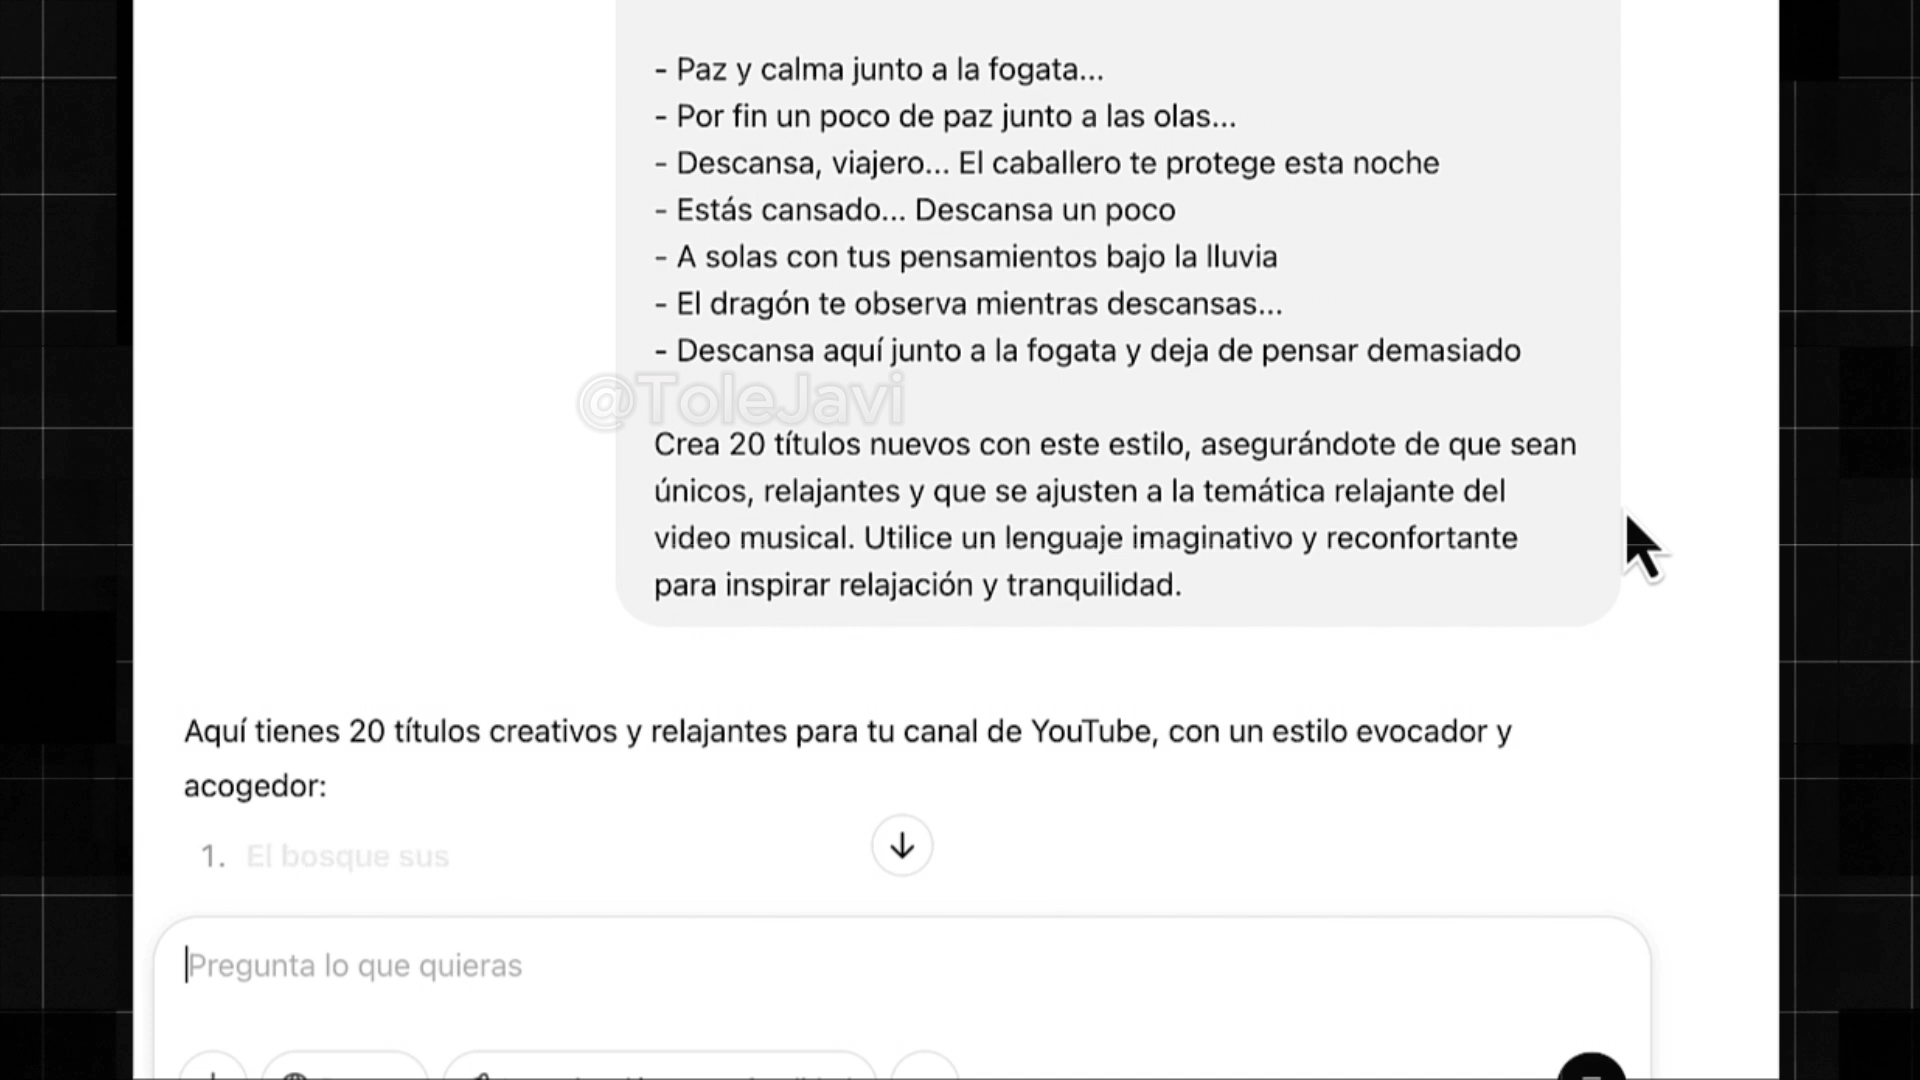 - Paz y calma junto a la fogata...
- Por fin un poco de paz junto a las olas...
- Descansa, viajero... El caballero te protege esta noche
- Estás cansado... Descansa un poco
- A solas con tus pensamientos bajo la lluvia
- El dragón te observa mientras descansas...
- Descansa aquí junto a la fogata y deja de pensar demasiado
@ToleJavi
Crea 20 títulos nuevos con este estilo, asegurándote de que sean
únicos, relajantes y que se ajusten a la temática relajante del
video musical. Utilice un lenguaje imaginativo y reconfortante
para inspirar relajación y tranquilidad.
Aquí tienes 20 títulos creativos y relajantes para tu canal de YouTube, con un estilo evocador y
acogedor:
1. El bosque sus
Pregunta lo que quieras